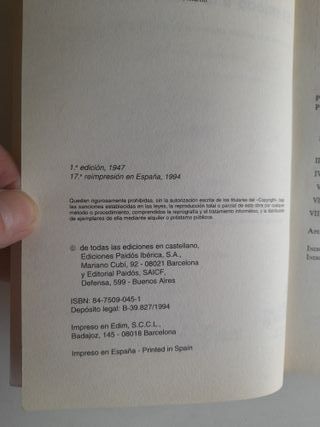 1.ª edición, 1947
17.ª reimpresión en España, 1994
Quedan rigurosamente prohibidas, sin la autorización escrita de los titulares del «Copyright», bajo
las sanciones establecidas en las leyes, la reproducción total o parcial de esta obra por cualquier
método o procedimiento, comprendidos la reprografía y el tratamiento informático, y la distribución
de ejemplares de ella mediante alquiler o préstamo públicos.
© de todas las ediciones en castellano,
Ediciones Paidós Ibérica, S.A.,
Mariano Cubí, 92 - 08021 Barcelona
y Editorial Paidós, SAICF,
Defensa, 599 - Buenos Aires
ISBN: 84-7509-045-1
Depósito legal: B-39.827/1994
Impreso en Edim, S.C.C.L.,
Badajoz, 145 - 08018 Barcelona
Impreso en España - Printed in Spain